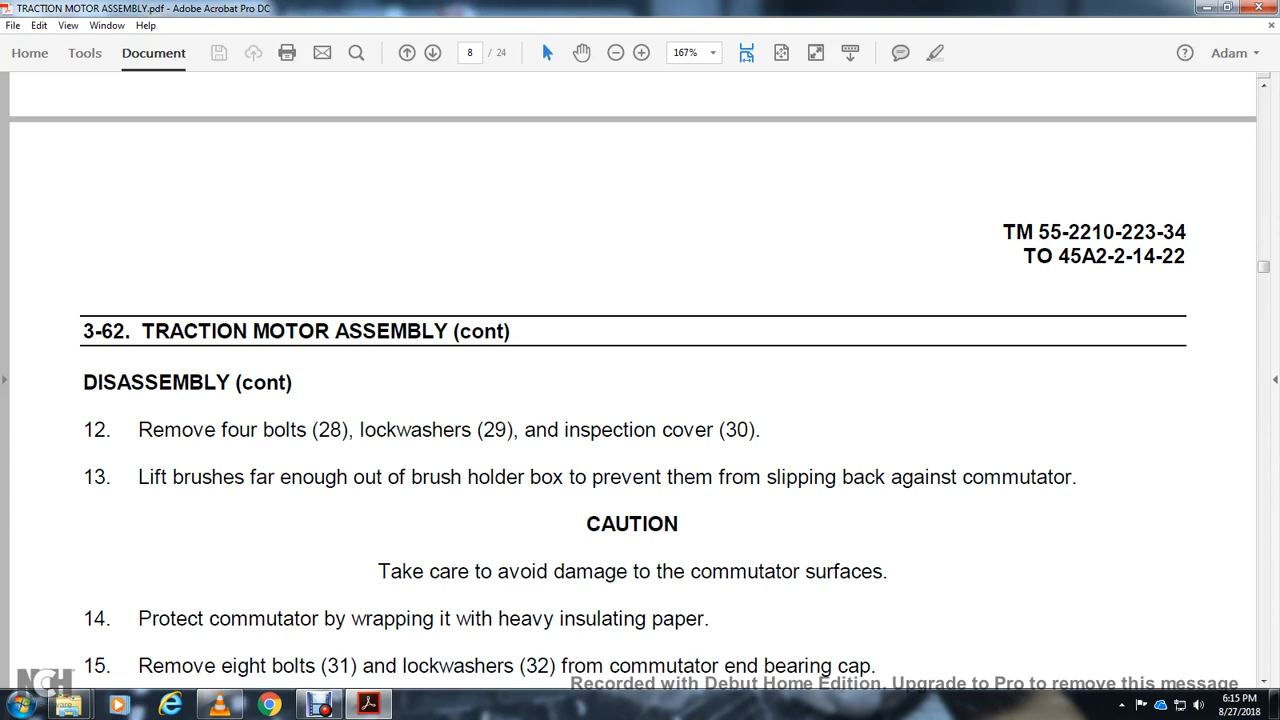 TRACTION MOTOR ASSEMBLY.pdf - Adobe Acrobat Pro DC
File Edit View Window Help
Home Tools Document 8 / 24 167% Adam
TM 55-2210-223-34
TO 45A2-2-14-22
3-62. TRACTION MOTOR ASSEMBLY (cont)
DISASSEMBLY (cont)
12. Remove four bolts (28), lockwashers (29), and inspection cover (30).
13. Lift brushes far enough out of brush holder box to prevent them from slipping back against commutator.
CAUTION
Take care to avoid damage to the commutator surfaces.
14. Protect commutator by wrapping it with heavy insulating paper.
15. Remove eight bolts (31) and lockwashers (32) from commutator end bearing cap.
NCH
Recorded with Debut Home Edition. Upgrade to Pro to remove this message
6:15 PM
8/27/2018